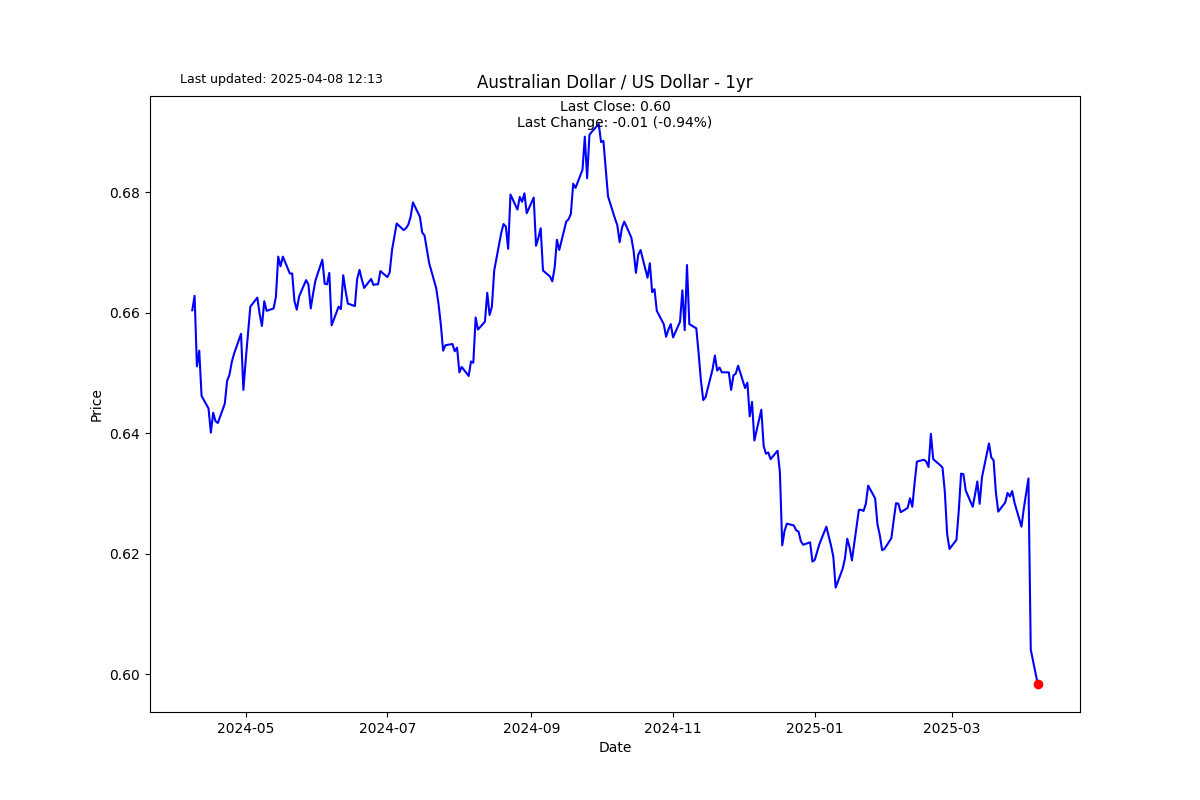 Last updated: 2025-04-08 12:13
Australian Dollar / US Dollar - 1yr
Last Close: 0.60
Last Change: -0.01 (-0.94%)
Price
0.68
0.66
0.64
0.62
0.60
2024-05
2024-07
2024-09
2024-11
2025-01
2025-03
Date